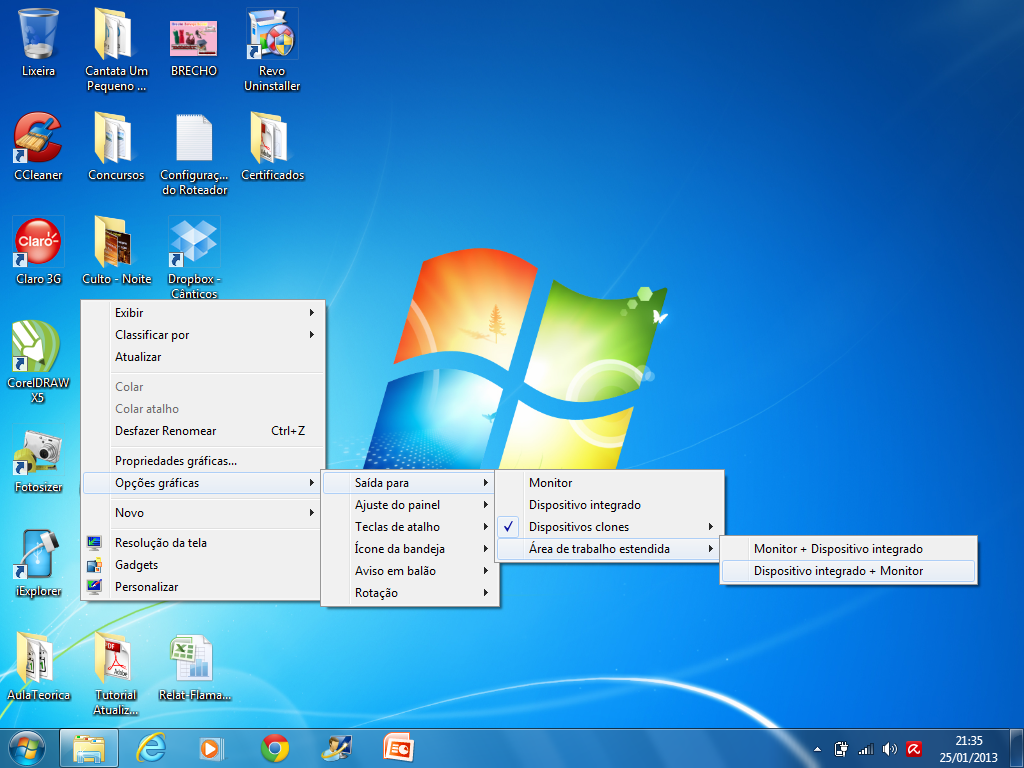 Lixeira
Cantata Um
Pequeno ...
BRECHO
Revo
Uninstaller
CCleaner
Concursos
Configuraç...
do Roteador
Certificados
Claro
Claro 3G
Culto - Noite
Dropbox -
Cânticos
CorelDRAW
X5
Fotosizer
iExplorer
AulaTeorica
PDF
Adobe
Tutorial
Atualiz...
Relat-Flama...
Exibir
Classificar por
Atualizar
Colar
Colar atalho
Desfazer Renomear Ctrl+Z
Propriedades gráficas...
Opções gráficas
Novo
Resolução da tela
Gadgets
Personalizar
Saída para
Ajuste do painel
Teclas de atalho
Ícone da bandeja
Aviso em balão
Rotação
Monitor
Dispositivo integrado
Dispositivos clones
Área de trabalho estendida
Monitor + Dispositivo integrado
Dispositivo integrado + Monitor
21:35
25/01/2013